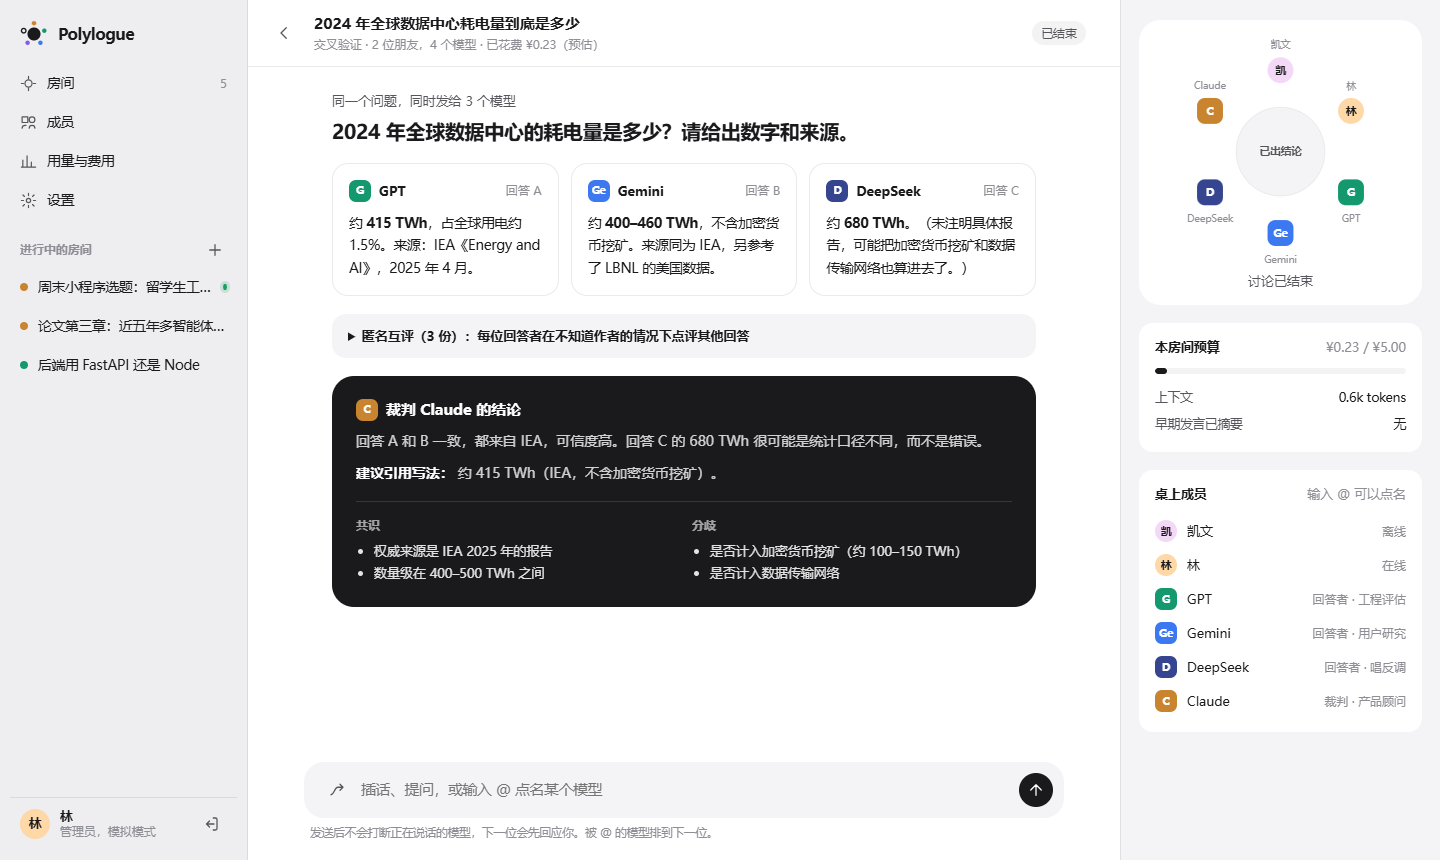 Polylogue
房间 5
成员
用量与费用
设置
进行中的房间
周末小程序选题：留学生工...
论文第三章：近五年多智能体...
后端用 FastAPI 还是 Node
林
林
管理员，模拟模式
2024 年全球数据中心耗电量到底是多少
交叉验证 · 2 位朋友，4 个模型 · 已花费 ¥0.23（预估）
已结束
同一个问题，同时发给 3 个模型
2024 年全球数据中心的耗电量是多少？请给出数字和来源。
G GPT 回答 A
约 415 TWh，占全球用电约
1.5%。来源：IEA《Energy and
AI》，2025 年 4 月。
Ge Gemini 回答 B
约 400–460 TWh，不含加密货
币挖矿。来源同为 IEA，另参考
了 LBNL 的美国数据。
D DeepSeek 回答 C
约 680 TWh。（未注明具体报
告，可能把加密货币挖矿和数据
传输网络也算进去了。）
匿名互评（3 份）：每位回答者在不知道作者的情况下点评其他回答
C 裁判 Claude 的结论
回答 A 和 B 一致，都来自 IEA，可信度高。回答 C 的 680 TWh 很可能是统计口径不同，而不是错误。
建议引用写法： 约 415 TWh（IEA，不含加密货币挖矿）。
共识
权威来源是 IEA 2025 年的报告
数量级在 400–500 TWh 之间
分歧
是否计入加密货币挖矿（约 100–150 TWh）
是否计入数据传输网络
插话、提问，或输入 @ 点名某个模型
发送后不会打断正在说话的模型，下一位会先回应你。被 @ 的模型排到下一位。
凯文
凯
Claude
C
林
林
已出结论
D
DeepSeek
G
GPT
Ge
Gemini
讨论已结束
本房间预算 ¥0.23 / ¥5.00
上下文 0.6k tokens
早期发言已摘要 无
桌上成员 输入 @ 可以点名
凯 凯文 离线
林 林 在线
G GPT 回答者 · 工程评估
Ge Gemini 回答者 · 用户研究
D DeepSeek 回答者 · 唱反调
C Claude 裁判 · 产品顾问